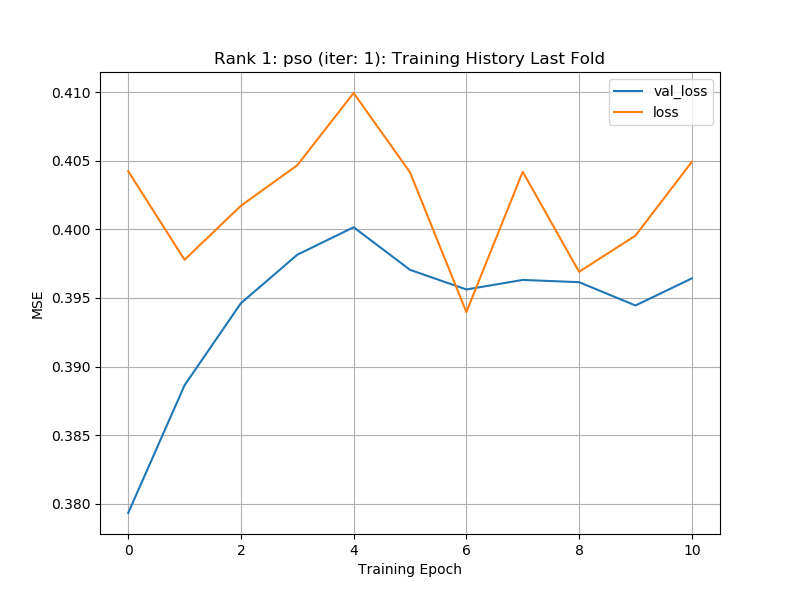 Rank 1: pso (iter: 1): Training History Last Fold
val_loss
loss
0.410
0.405
0.400
0.395
0.390
0.385
0.380
MSE
0 2 4 6 8 10
Training Epoch